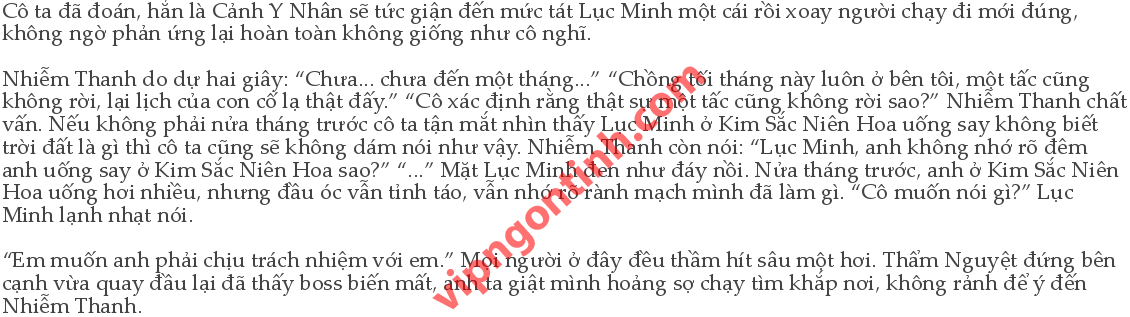 Cô ta đã đoán, hẳn là Cảnh Y Nhân sẽ tức giận đến mức tát Lục Minh một cái rồi xoay người chạy đi mới đúng,
không ngờ phản ứng lại hoàn toàn không giống như cô nghĩ.
Nhiễm Thanh do dự hai giây: “Chưa... chưa đến một tháng...” “Chồng tôi tháng này luôn ở bên tôi, một tấc cũng
không rời, lại lịch của con cố lạ thật đấy.” “Cô xác định rằng thật sự một tấc cũng không rời sao?” Nhiễm Thanh chất
vấn. Nếu không phải nửa tháng trước cô ta tận mắt nhìn thấy Lục Minh ở Kim Sắc Niên Hoa uống say không biết
trời đất là gì thì cô ta cũng sẽ không dám nói như vậy. Nhiễm Thanh còn nói: “Lục Minh, anh không nhớ rõ đêm
anh uống say ở Kim Sắc Niên Hoa sao?” “...” Mặt Lục Minh đen như đáy nồi. Nửa tháng trước, anh ở Kim Sắc Niên
Hoa uống hơi nhiều, nhưng đầu óc vẫn tỉnh táo, vẫn nhớ rõ rành mạch mình đã làm gì. “Cô muốn nói gì?” Lục
Minh lạnh nhạt nói.
“Em muốn anh phải chịu trách nhiệm với em.” Mọi người ở đây đều thầm hít sâu một hơi. Thẩm Nguyệt đứng bên
cạnh vừa quay đầu lại đã thấy boss biến mất, anh ta giật mình hoảng sợ chạy tìm khắp nơi, không rảnh để ý đến
Nhiễm Thanh.
vipngontinh.com